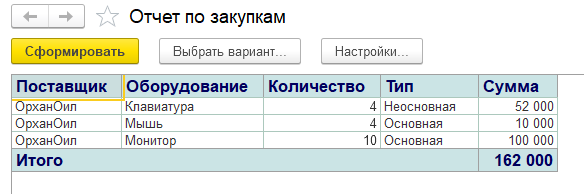 Отчет по закупкам
Сформировать Выбрать вариант... Настройки...
Поставщик Оборудование Количество Тип Сумма
ОрханОил Клавиатура 4 Неосновная 52 000
ОрханОил Мышь 4 Основная 10 000
ОрханОил Монитор 10 Основная 100 000
Итого 162 000